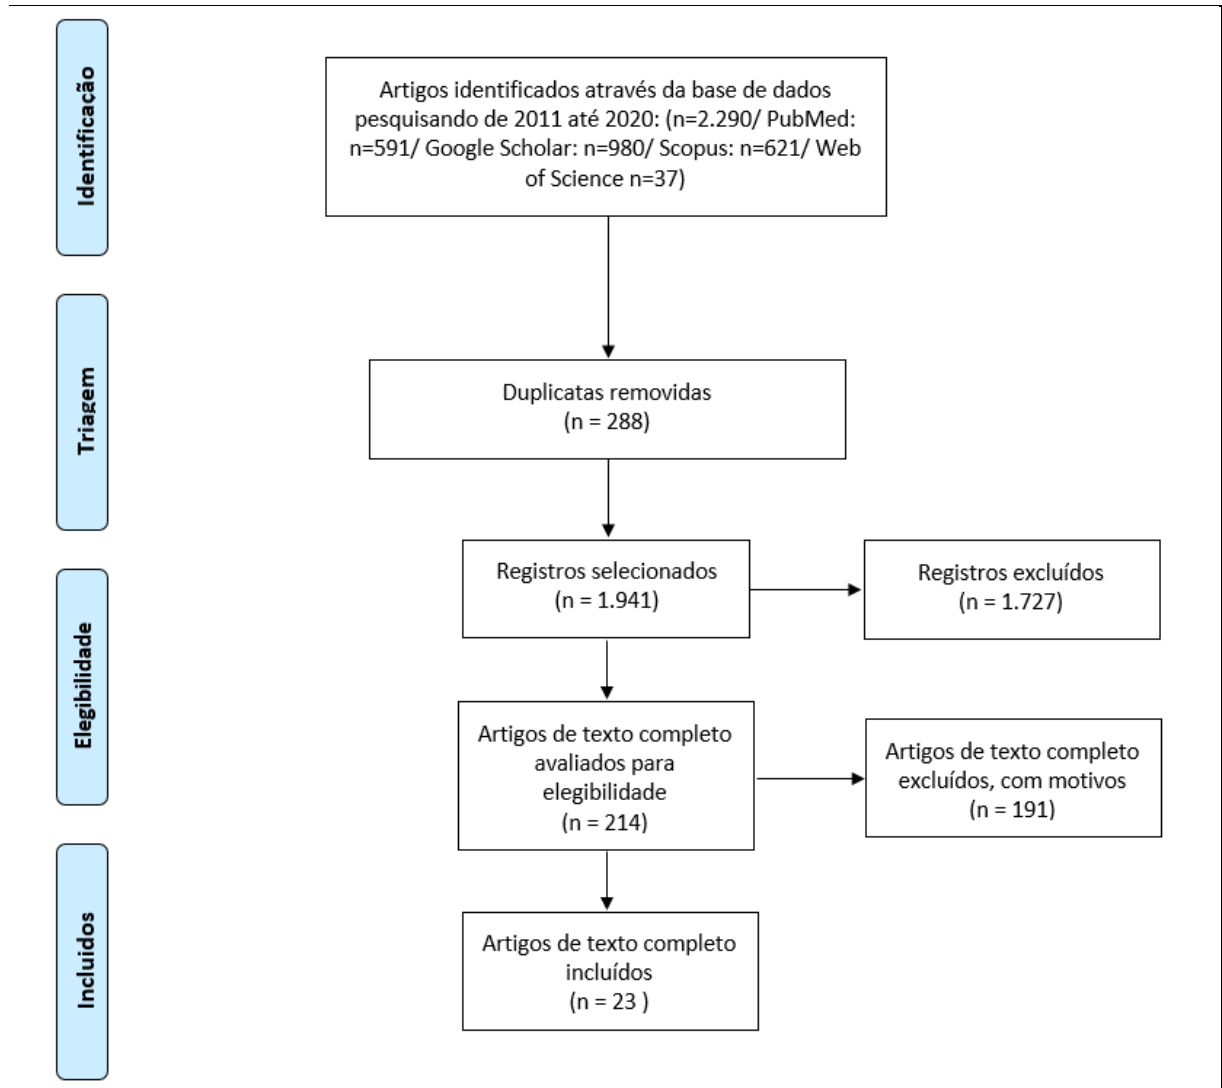 Identificação
Artigos identificados através da base de dados
pesquisando de 2011 até 2020: (n=2.290/ PubMed:
n=591/ Google Scholar: n=980/ Scopus: n=621/ Web
of Science n=37)
Triagem
Duplicatas removidas
(n = 288)
Registros selecionados
(n = 1.941)
Registros excluídos
(n = 1.727)
Elegibilidade
Artigos de texto completo
avaliados para
elegibilidade
(n = 214)
Artigos de texto completo
excluídos, com motivos
(n = 191)
Incluidos
Artigos de texto completo
incluídos
(n = 23 )